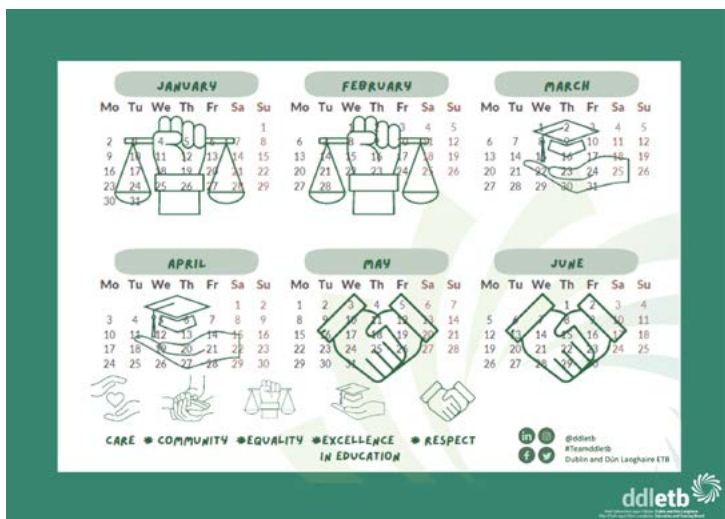 JANUARY
Mo Tu We Th Fr Sa Su
1
2 3 4 5 6 7 8
9 10 11 12 13 14 15
16 17 18 19 20 21 22
23 24 25 26 27 28 29
30 31
FEBRUARY
Mo Tu We Th Fr Sa Su
3 4 5
6 7 8 9 10 11 12
13 14 15 16 17 18 19
20 21 22 23 24 25 26
27 28
MARCH
Mo Tu We Th Fr Sa Su
1 2 3 4 5
6 7 8 9 10 11 12
13 14 15 16 17 18 19
20 21 22 23 24 25 26
27 28 29 30 31
APRIL
Mo Tu We Th Fr Sa Su
1 2
3 4 5 6 7 8 9
10 11 12 13 14 15 16
17 18 19 20 21 22 23
24 25 26 27 28 29 30
MAY
Mo Tu We Th Fr Sa Su
1 2 3 4 5 6 7
8 9 10 11 12 13 14
15 16 17 18 19 20 21
22 23 24 25 26 27 28
29 30 31
JUNE
Mo Tu We Th Fr Sa Su
1 2 3 4
5 6 7 8 9 10 11
12 13 14 15 16 17 18
19 20 21 22 23 24 25
26 27 28 29 30
CARE * COMMUNITY * EQUALITY * EXCELLENCE IN EDUCATION * RESPECT
@ddletb
#Teamddletb
Dublin and Dún Laoghaire ETB
ddletb